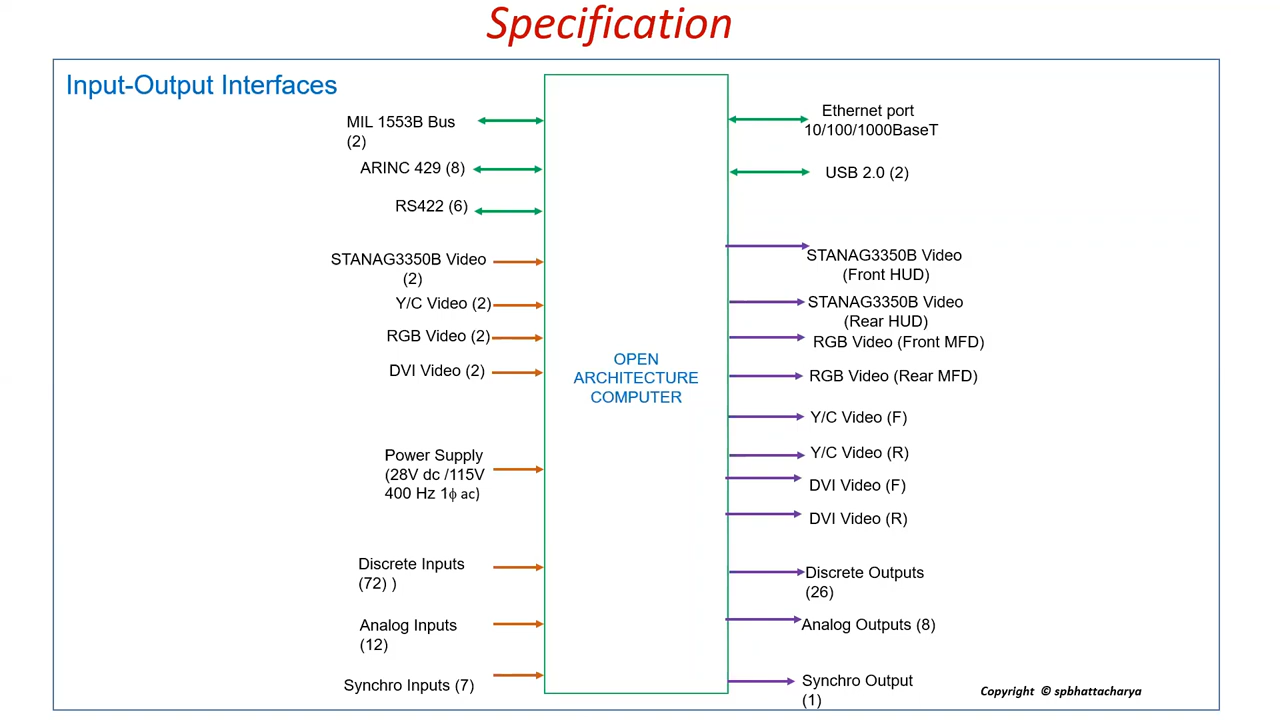 Specification
Input-Output Interfaces
MIL 1553B Bus
(2)
ARINC 429 (8)
RS422 (6)
STANAG3350B Video
(2)
Y/C Video (2)
RGB Video (2)
DVI Video (2)
Power Supply
(28V dc /115V
400 Hz 1ϕ ac)
Discrete Inputs
(72) )
Analog Inputs
(12)
Synchro Inputs (7)
OPEN
ARCHITECTURE
COMPUTER
Ethernet port
10/100/1000BaseT
USB 2.0 (2)
STANAG3350B Video
(Front HUD)
STANAG3350B Video
(Rear HUD)
RGB Video (Front MFD)
RGB Video (Rear MFD)
Y/C Video (F)
Y/C Video (R)
DVI Video (F)
DVI Video (R)
Discrete Outputs
(26)
Analog Outputs (8)
Synchro Output
(1)
Copyright © spbhattacharya